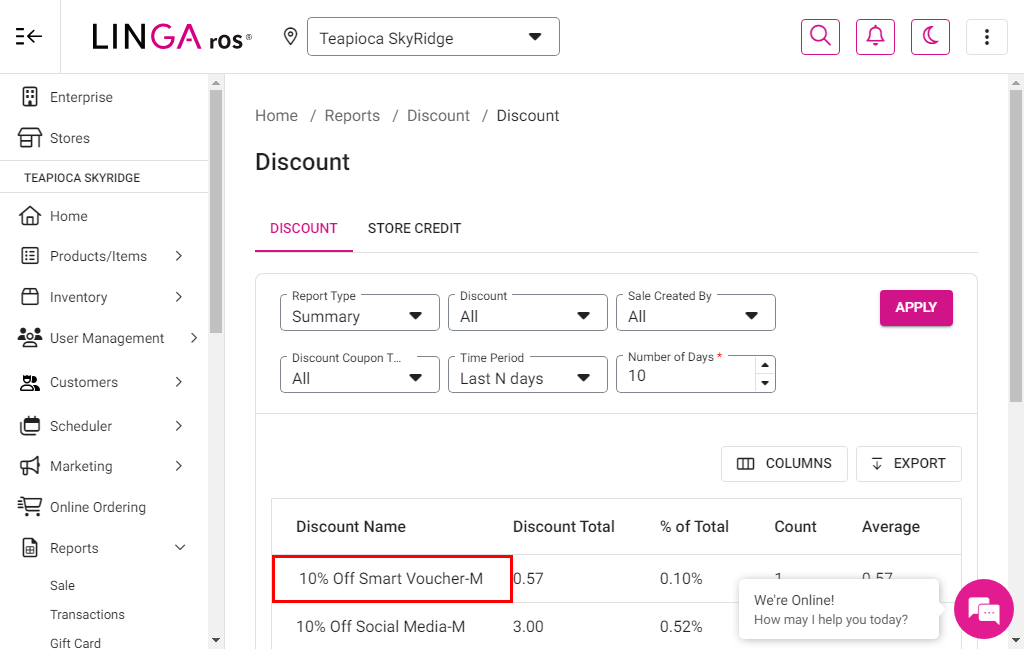 LINGA ros®
Teapioca SkyRidge
Enterprise
Stores
TEAPIOCA SKYRIDGE
Home
Products/Items
Inventory
User Management
Customers
Scheduler
Marketing
Online Ordering
Reports
Sale
Transactions
Gift Card
Home / Reports / Discount / Discount
Discount
DISCOUNT STORE CREDIT
Report Type Discount Sale Created By
Summary All All APPLY
Discount Coupon T... Time Period Number of Days *
All Last N days 10
COLUMNS EXPORT
Discount Name Discount Total % of Total Count Average
10% Off Smart Voucher-M 0.57 0.10% 1 0.57
10% Off Social Media-M 3.00 0.52%
We're Online!
How may I help you today?